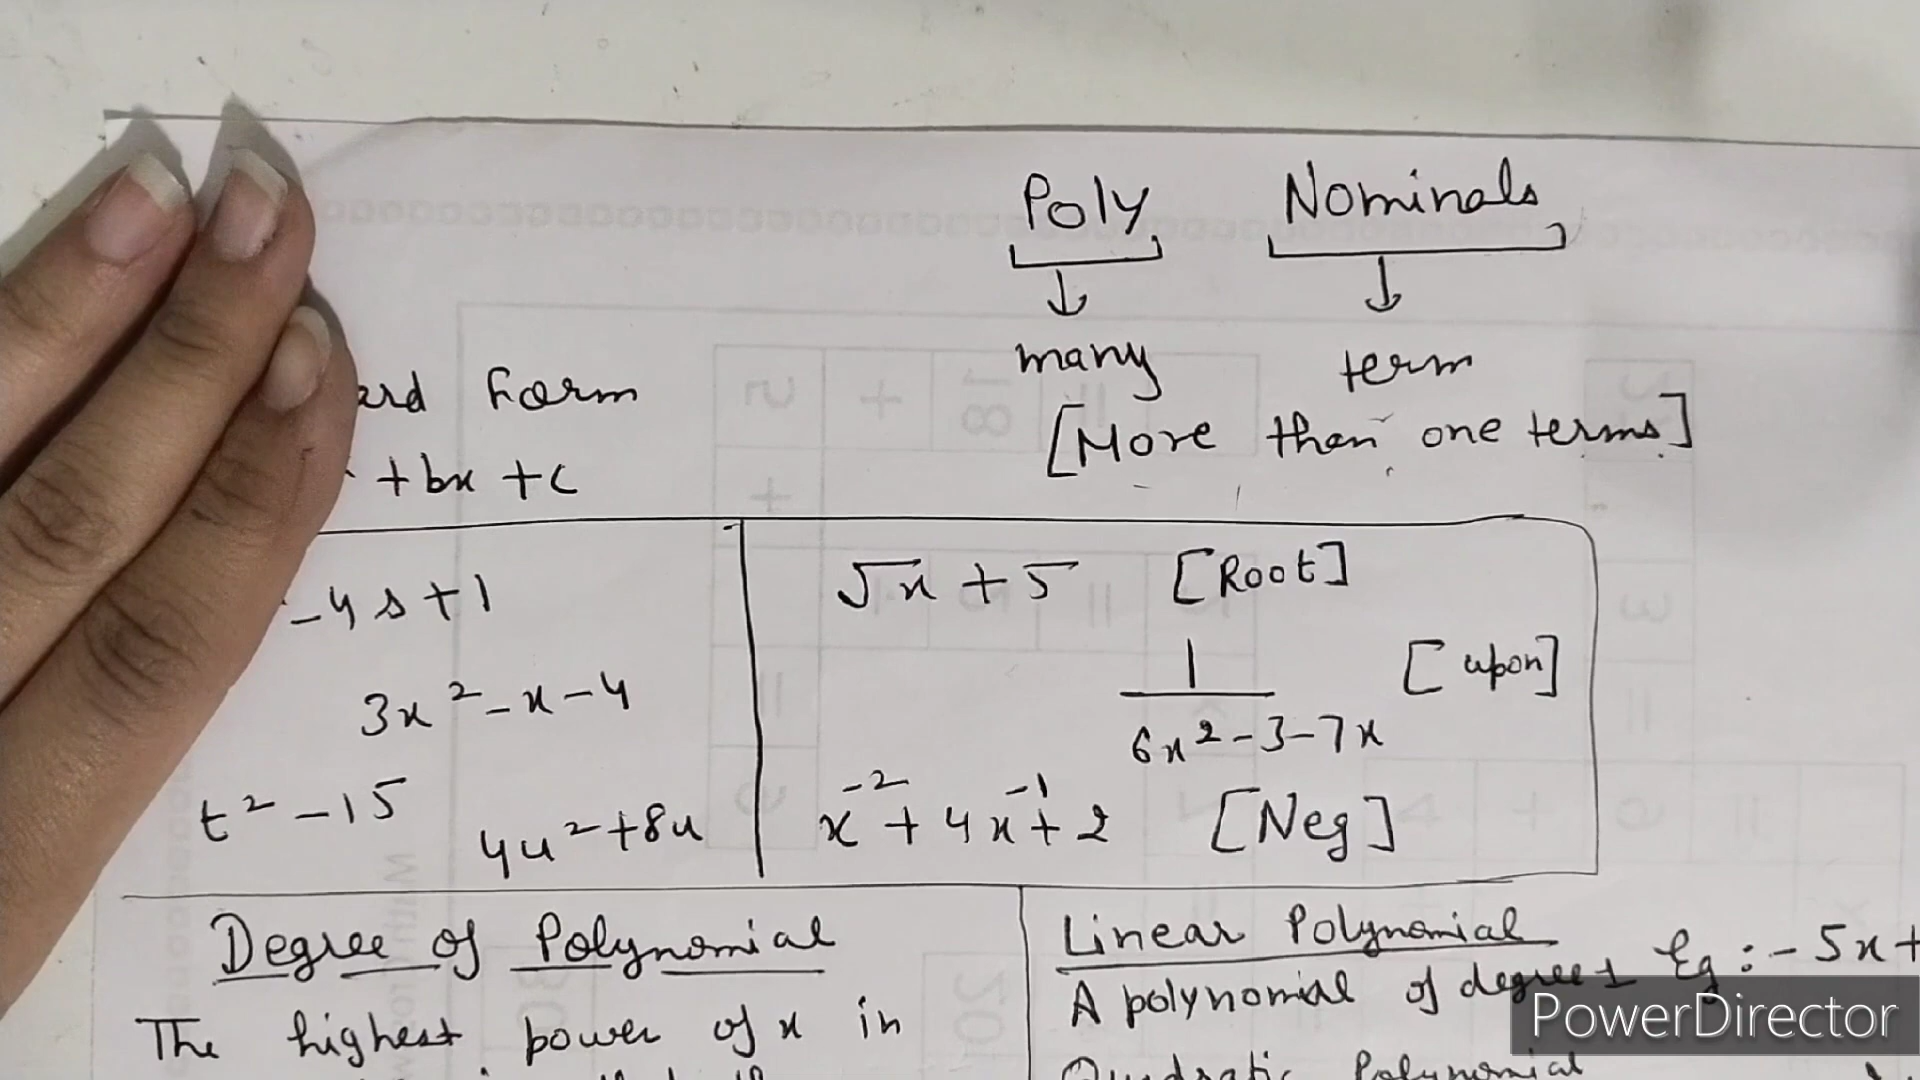 Poly Nominals
many term
[More than one terms]
ard form
+bx +c
-4s+1
3x²-x-4
t²-15
4u²+8u
√x + 5 [Root]
1
6x²-3-7x
[upon]
x⁻²+4x⁻¹+2 [Neg]
Degree of Polynomial
The highest power of x in
Linear Polynomial
A polynomial of degree 1 Eg:- 5x+
Quadratic Polynomial
PowerDirector